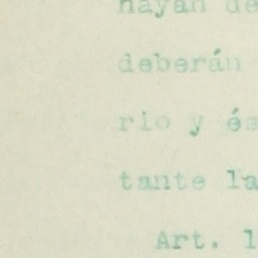 hayan de
deberán
rio y és
tante la
Art. 1